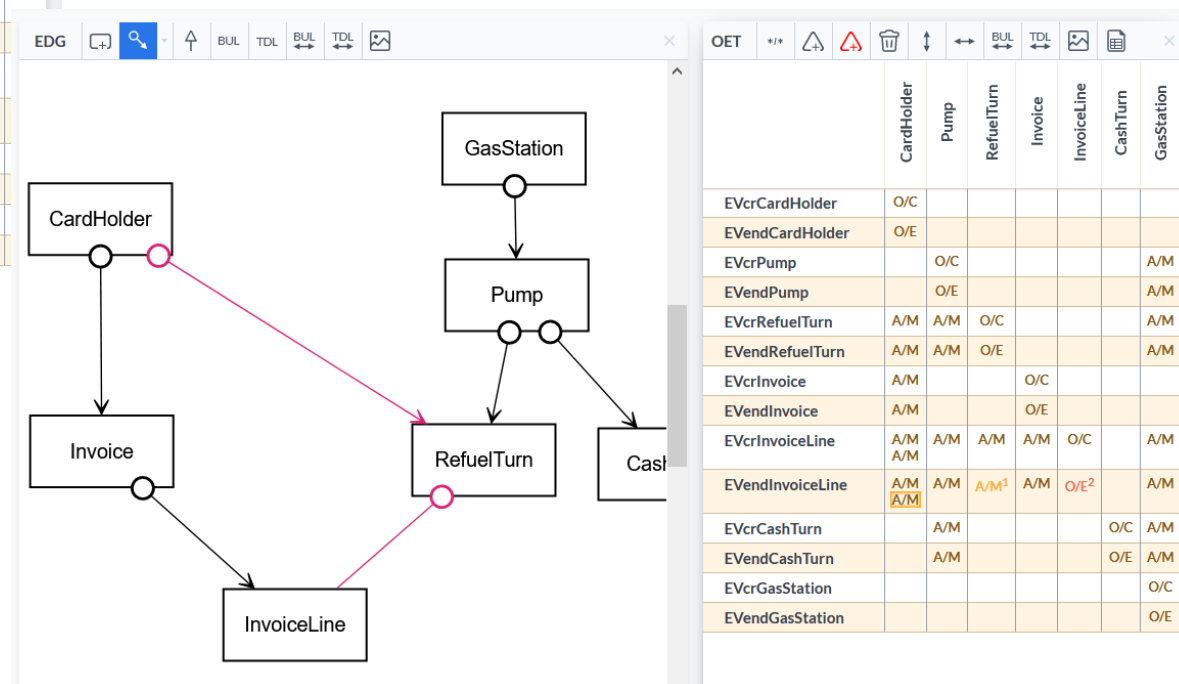 EDG BUL TDL BUL TDL
OET */* BUL TDL
GasStation
CardHolder
Pump
Invoice
RefuelTurn
Cash
InvoiceLine
CardHolder Pump RefuelTurn Invoice InvoiceLine CashTurn GasStation
EVcrCardHolder O/C
EVendCardHolder O/E
EVcrPump O/C A/M
EVendPump O/E A/M
EVcrRefuelTurn A/M A/M O/C A/M
EVendRefuelTurn A/M A/M O/E A/M
EVcrInvoice A/M O/C
EVendInvoice A/M O/E
EVcrInvoiceLine A/M A/M A/M A/M O/C A/M
A/M
EVendInvoiceLine A/M A/M A/M¹ A/M O/E² A/M
A/M
EVcrCashTurn A/M O/C A/M
EVendCashTurn A/M O/E A/M
EVcrGasStation O/C
EVendGasStation O/E